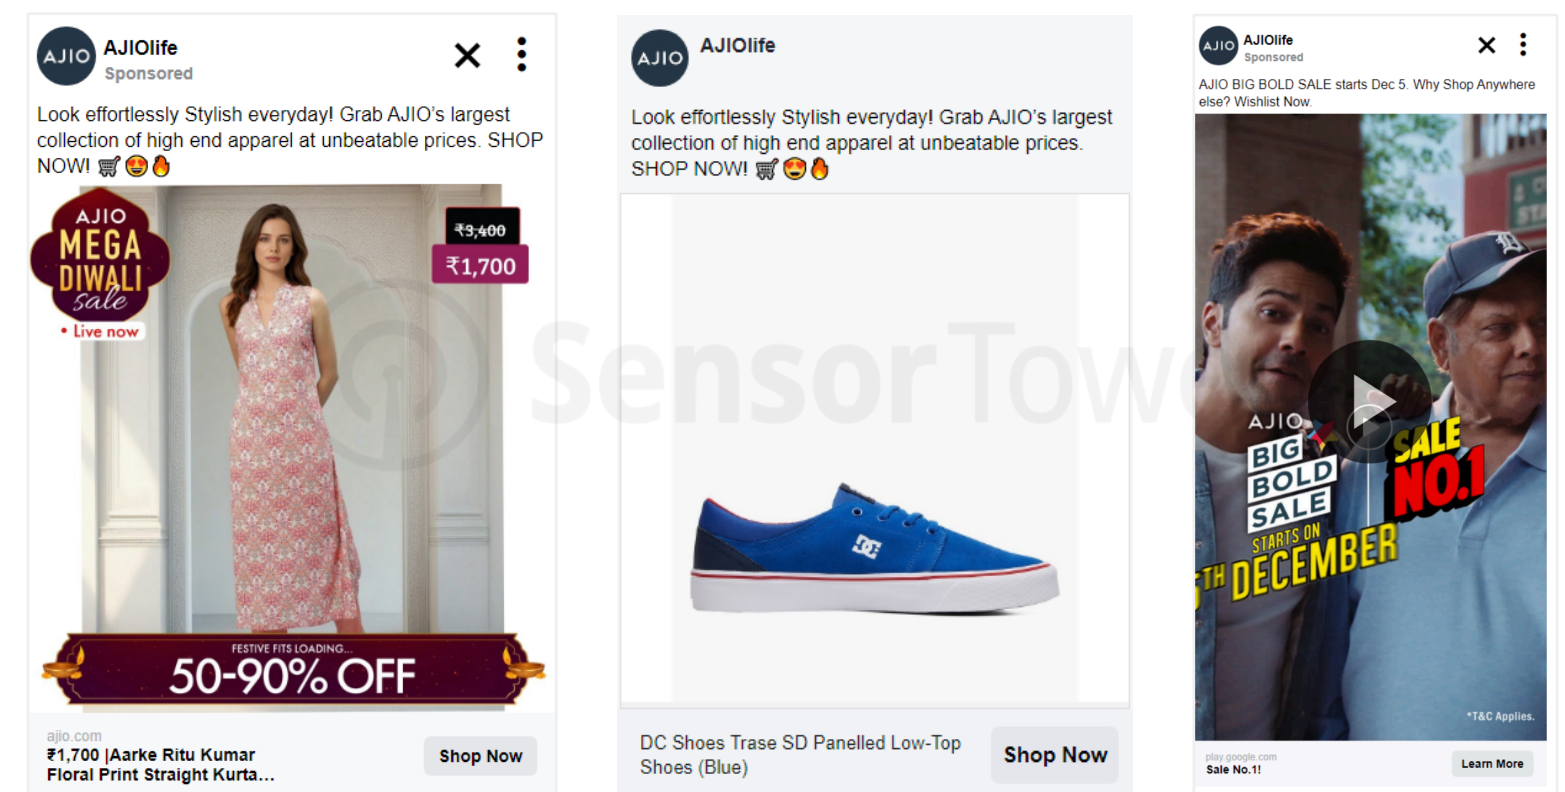 AJIO
AJIOlife
Sponsored
Look effortlessly Stylish everyday! Grab AJIO’s largest
collection of high end apparel at unbeatable prices. SHOP
NOW! 🛒😍🔥
AJIO
MEGA
DIWALI
sale
• Live now
₹3,400
₹1,700
FESTIVE FITS LOADING...
50-90% OFF
ajio.com
₹1,700 |Aarke Ritu Kumar
Floral Print Straight Kurta…
Shop Now
AJIO
AJIOlife
Look effortlessly Stylish everyday! Grab AJIO’s largest
collection of high end apparel at unbeatable prices.
SHOP NOW! 🛒😍🔥
DC
DC Shoes Trase SD Panelled Low-Top
Shoes (Blue)
Shop Now
AJIO
AJIOlife
Sponsored
AJIO BIG BOLD SALE starts Dec 5. Why Shop Anywhere
else? Wishlist Now.
D
AJIO
BIG
BOLD
SALE
SALE
NO.1
STARTS ON
5TH DECEMBER
*T&C Applies.
play.google.com
Sale No.1!
Learn More
SensorTow